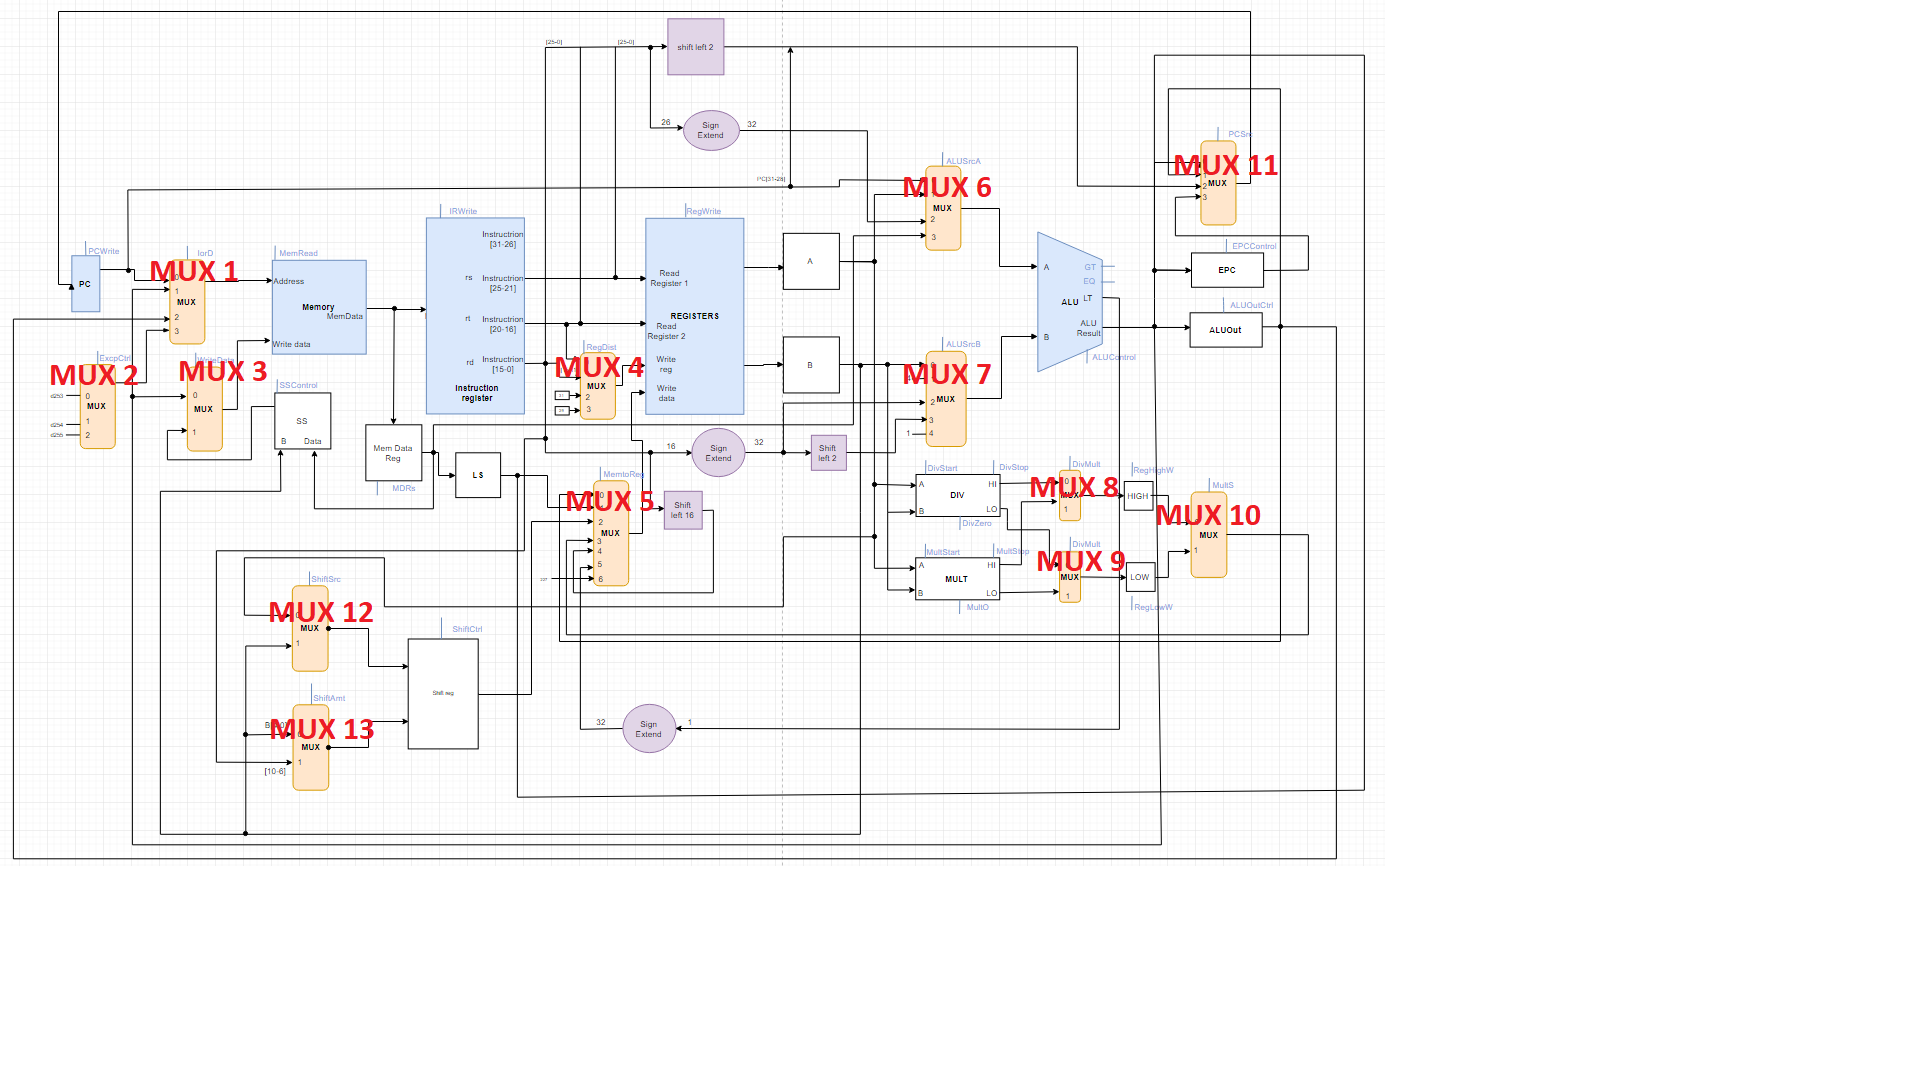 [25-0]
[25-0]
shift left 2
26
Sign
Extend
32
PC[31-28]
ALUSrcA
MUX 6
MUX
2
3
PCSrc
MUX 11
MUX
2
3
PCWrite
PC
IorD
MUX 1
0
1
MUX
2
3
MemRead
Address
Memory
MemData
Write data
IRWrite
Instructrion
[31-26]
rs
Instructrion
[25-21]
rt
Instructrion
[20-16]
rd
Instructrion
[15-0]
Instruction
register
RegWrite
Read
Register 1
REGISTERS
Read
Register 2
Write
reg
Write
data
A
B
A
B
ALU
GT
EQ
LT
ALU
Result
ALUControl
EPCControl
EPC
ALUOutCtrl
ALUOut
ExcpCtrl
MUX 2
d253
0
MUX
d254
1
d255
2
WriteData
MUX 3
0
MUX
1
SSControl
SS
B
Data
RegDist
MUX 4
MUX
2
3
ALUSrcB
MUX 7
MUX
2
3
1
4
Mem Data
Reg
MDRs
LS
16
Sign
Extend
32
Shift
left 2
MemtoReg
MUX 5
0
2
MUX
3
4
5
6
Shift
left 16
DivStart
DivStop
A
HI
DIV
B
LO
DivZero
DivMult
MUX 8
0
MUX
1
RegHighW
HIGH
MultS
MUX 10
MUX
1
MultStart
MultStop
A
HI
MULT
B
LO
MultO
DivMult
MUX 9
MUX
1
LOW
RegLowW
ShiftSrc
MUX 12
MUX
1
ShiftCtrl
Shift reg
ShiftAmt
MUX 13
MUX
1
[10-6]
32
Sign
Extend
1